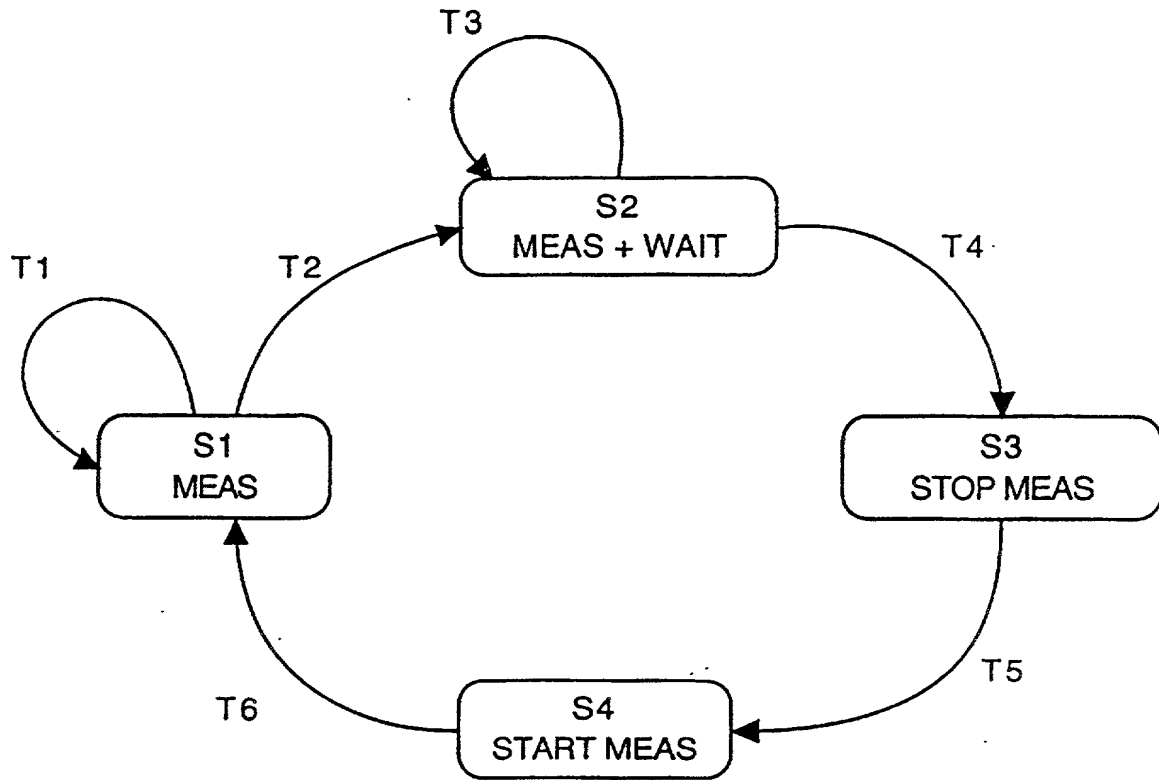 T3
S2
MEAS + WAIT
T4
T2
T1
S1
MEAS
S3
STOP MEAS
T5
T6
S4
START MEAS